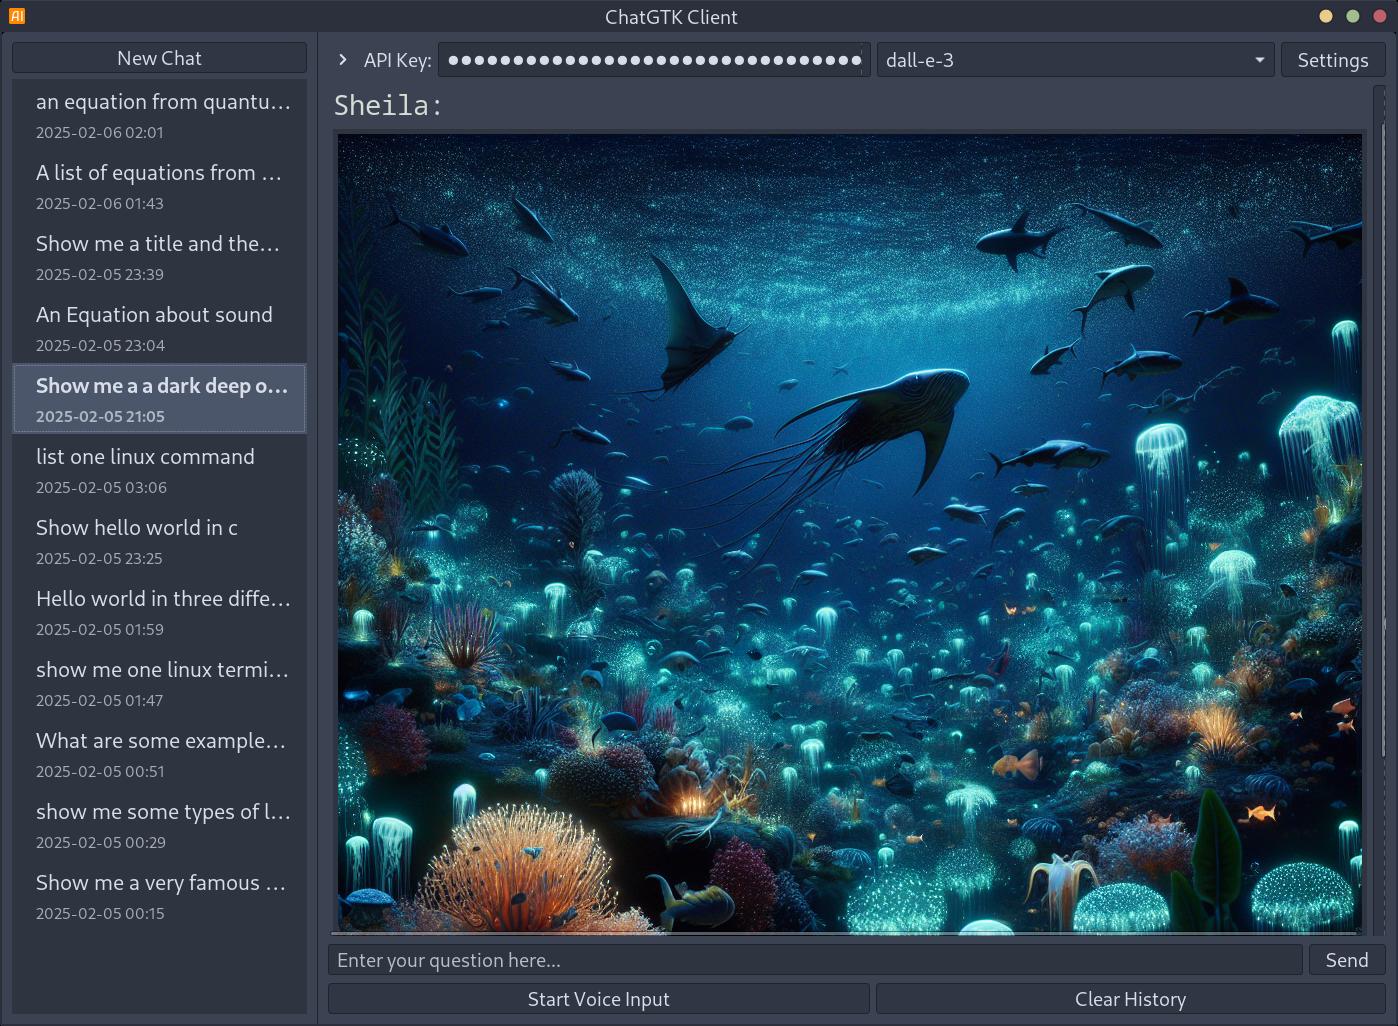 AI
ChatGTK Client
New Chat
an equation from quantu...
2025-02-06 02:01
A list of equations from ...
2025-02-06 01:43
Show me a title and the...
2025-02-05 23:39
An Equation about sound
2025-02-05 23:04
Show me a a dark deep o...
2025-02-05 21:05
list one linux command
2025-02-05 03:06
Show hello world in c
2025-02-05 23:25
Hello world in three diffe...
2025-02-05 01:59
show me one linux termi...
2025-02-05 01:47
What are some example...
2025-02-05 00:51
show me some types of l...
2025-02-05 00:29
Show me a very famous ...
2025-02-05 00:15
API Key:
dall-e-3
Settings
Sheila:
Enter your question here...
Send
Start Voice Input
Clear History